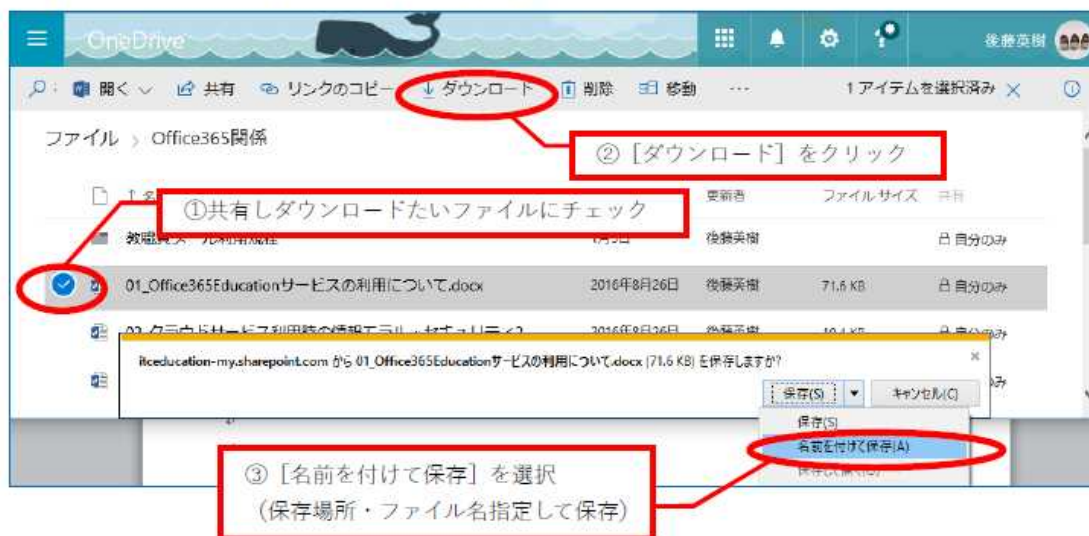 OneDrive
後藤英樹
開く 共有 リンクのコピー ダウンロード 削除 移動 … 1 アイテムを選択済み ×
ファイル > Office365関係
②［ダウンロード］をクリック
①共有しダウンロードたいファイルにチェック
更新者 ファイル サイズ 共有
後藤英樹 自分のみ
01_Office365Educationサービスの利用について.docx 2016年8月26日 後藤英樹 71.6 KB 自分のみ
2016年8月26日 後藤英樹
itceducation-my.sharepoint.com から 01_Office365Educationサービスの利用について.docx (71.6 KB) を保存しますか?
保存(S) キャンセル(C)
保存(S)
名前を付けて保存(A)
③［名前を付けて保存］を選択
（保存場所・ファイル名指定して保存）